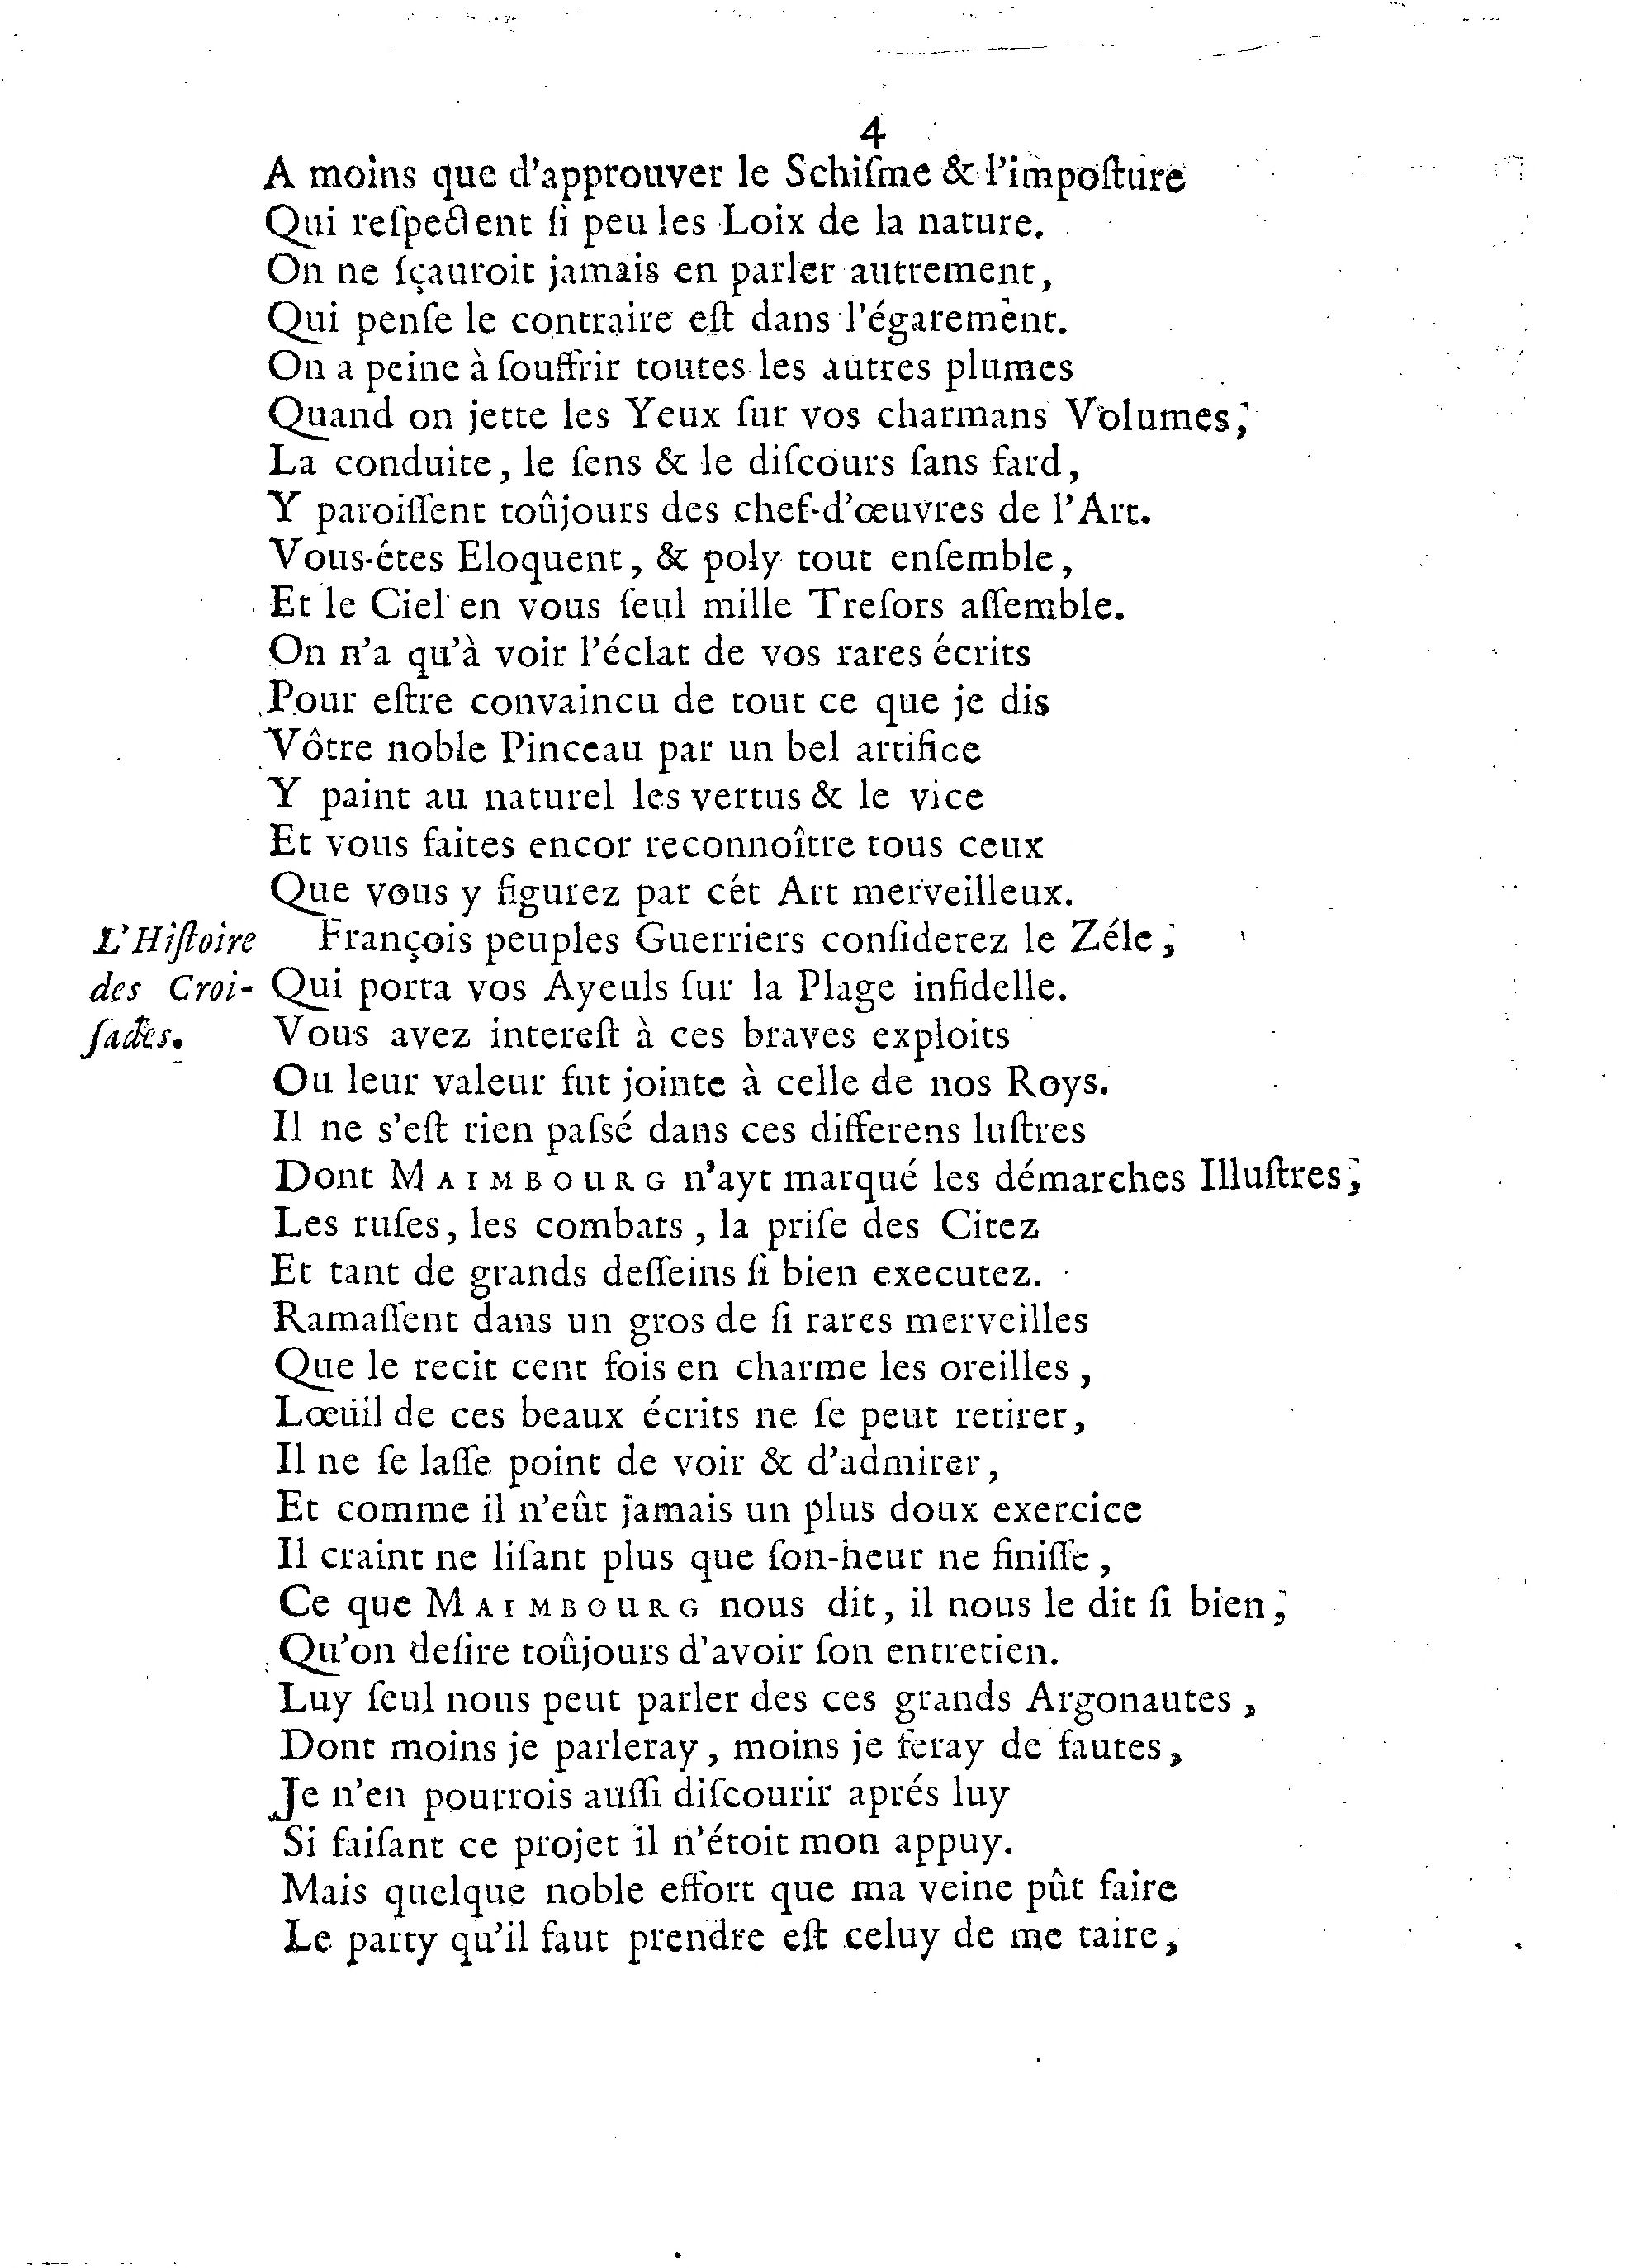 4
A moins que d'approuver le Schiſme & l'impoſture
Qui reſpectent ſi peu les Loix de la nature.
On ne ſçauroit jamais en parler autrement,
Qui penſe le contraire eſt dans l'égarement.
On a peine à ſouffrir toutes les autres plumes
Quand on jette les Yeux ſur vos charmans Volumes,
La conduite, le ſens & le diſcours ſans fard,
Y paroiſſent toûjours des chef-d'œuvres de l'Art.
Vous-étes Eloquent, & poly tout enſemble,
Et le Ciel en vous ſeul mille Treſors aſſemble.
On n'a qu'à voir l'éclat de vos rares écrits
Pour eſtre convaincu de tout ce que je dis
Vôtre noble Pinceau par un bel artifice
Y paint au naturel les vertus & le vice
Et vous faites encor reconnoître tous ceux
Que vous y figurez par cét Art merveilleux.
L'Hiſtoire des Croi-ſades.
François peuples Guerriers conſiderez le Zéle,
Qui porta vos Ayeuls ſur la Plage infidelle.
Vous avez intereſt à ces braves exploits
Ou leur valeur fut jointe à celle de nos Roys.
Il ne s'eſt rien paſsé dans ces differens luſtres
Dont MAIMBOURG n'ayt marqué les démarches Illuſtres,
Les ruſes, les combats, la priſe des Citez
Et tant de grands deſſeins ſi bien executez.
Ramaſſent dans un gros de ſi rares merveilles
Que le recit cent fois en charme les oreilles,
Lœüil de ces beaux écrits ne ſe peut retirer,
Il ne ſe laſſe point de voir & d'admirer,
Et comme il n'eût jamais un plus doux exercice
Il craint ne liſant plus que ſon-heur ne finiſſe,
Ce que MAIMBOURG nous dit, il nous le dit ſi bien,
Qu'on deſire toûjours d'avoir ſon entretien.
Luy ſeul nous peut parler des ces grands Argonautes,
Dont moins je parleray, moins je feray de fautes,
Je n'en pourrois auſſi diſcourir aprés luy
Si faiſant ce projet il n'étoit mon appuy.
Mais quelque noble effort que ma veine pût faire
Le party qu'il faut prendre eſt celuy de me taire,